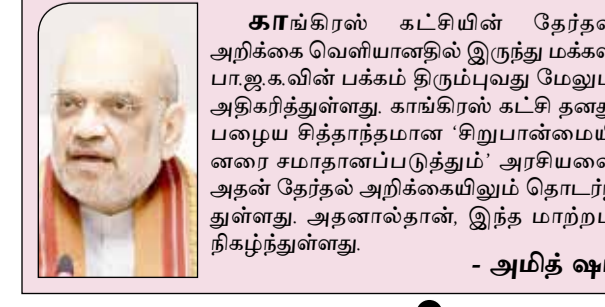 காங்கிரஸ் கட்சியின் தேர்தல்
அறிக்கை வெளியானதில் இருந்து மக்கள்
பா.ஜ.க.வின் பக்கம் திரும்புவது மேலும்
அதிகரித்துள்ளது. காங்கிரஸ் கட்சி தனது
பழைய சித்தாந்தமான ‘சிறுபான்மையி
னரை சமாதானப்படுத்தும்’ அரசியலை
அதன் தேர்தல் அறிக்கையிலும் தொடர்ந்
துள்ளது. அதனால்தான், இந்த மாற்றம்
நிகழ்ந்துள்ளது.
- அமித் ஷா